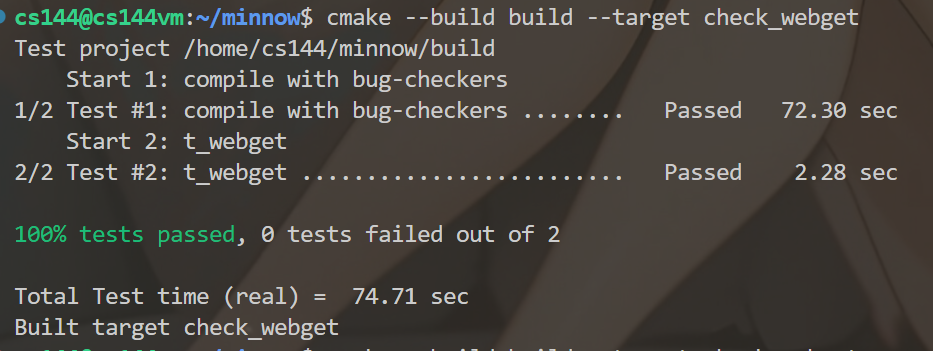 cs144@cs144vm:~/minnow$ cmake --build build --target check_webget
Test project /home/cs144/minnow/build
    Start 1: compile with bug-checkers
1/2 Test #1: compile with bug-checkers ........   Passed   72.30 sec
    Start 2: t_webget
2/2 Test #2: t_webget .........................   Passed    2.28 sec

100% tests passed, 0 tests failed out of 2

Total Test time (real) =  74.71 sec
Built target check_webget